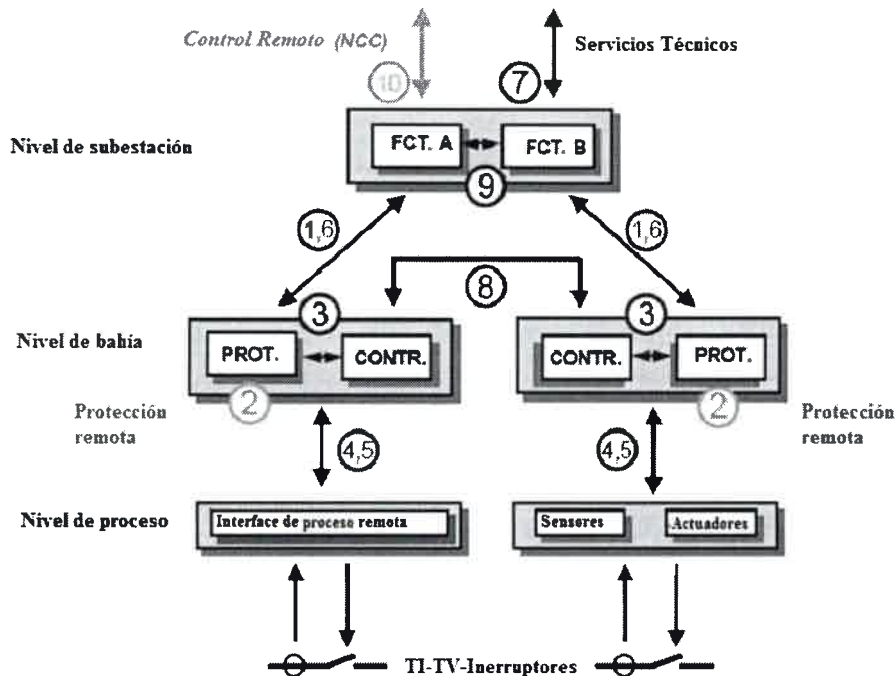 Control Remoto (NCC)
Servicios Técnicos
10
7
Nivel de subestación
FCT. A
FCT. B
9
1,6
1,6
8
3
3
Nivel de bahía
PROT.
CONTR.
CONTR.
PROT.
2
2
Protección
remota
Protección
remota
4,5
4,5
Nivel de proceso
Interface de proceso remota
Sensores
Actuadores
TI-TV-Inerruptores